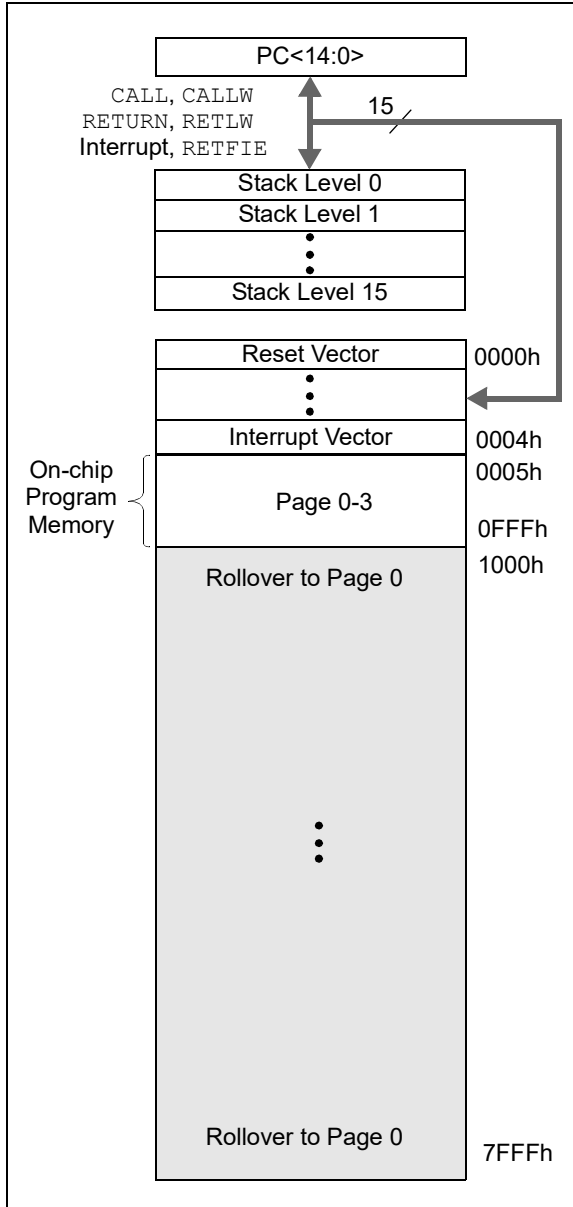 PC<14:0>
CALL, CALLW
RETURN, RETLW
Interrupt, RETFIE
15
Stack Level 0
Stack Level 1
Stack Level 15
Reset Vector
0000h
Interrupt Vector
0004h
On-chip
Program
Memory
0005h
Page 0-3
0FFFh
Rollover to Page 0
1000h
Rollover to Page 0
7FFFh